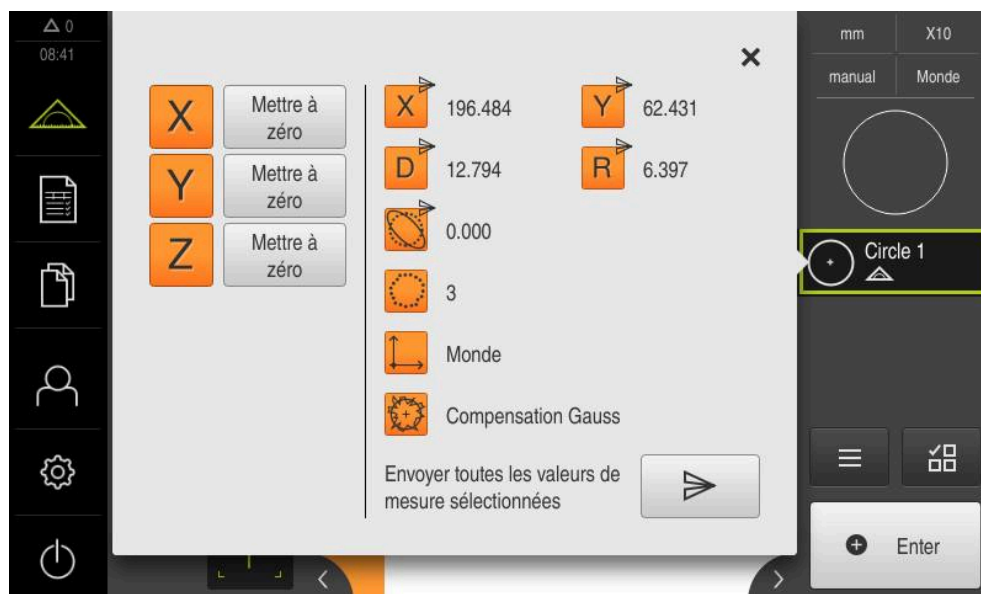 0
08:41
X
Mettre à
zéro
Y
Mettre à
zéro
Z
Mettre à
zéro
X 196.484
Y 62.431
D 12.794
R 6.397
0.000
3
Monde
Compensation Gauss
Envoyer toutes les valeurs de
mesure sélectionnées
mm X10
manual Monde
Circle 1
Enter